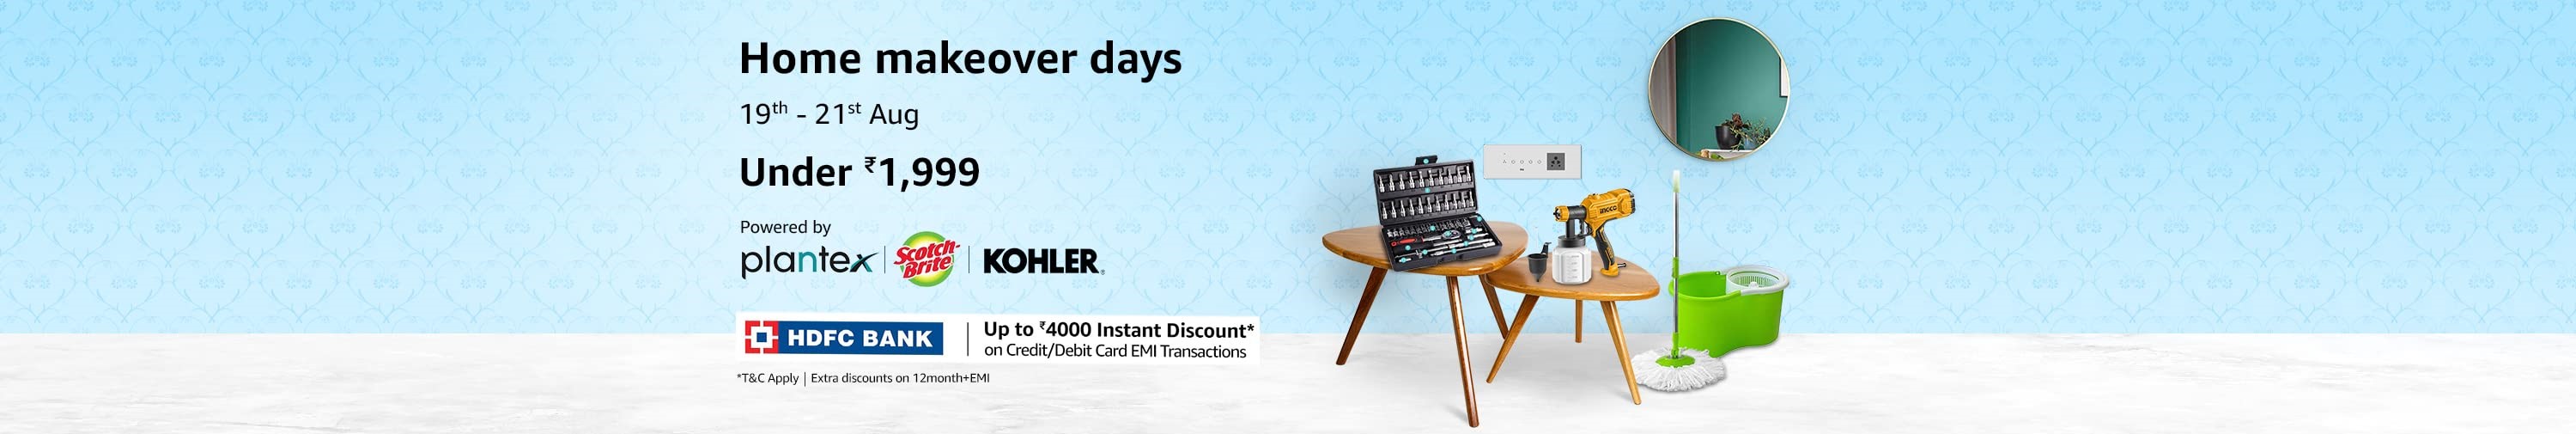 Home makeover days
19th - 21st Aug
Under ₹1,999
Powered by
plantex | Scotch-Brite | KOHLER.
HDFC BANK | Up to ₹4000 Instant Discount*
on Credit/Debit Card EMI Transactions
*T&C Apply | Extra discounts on 12month+EMI
INGCO